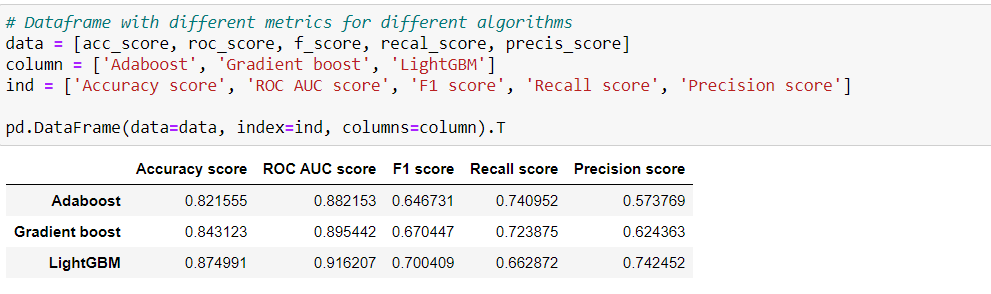 # Dataframe with different metrics for different algorithms
data = [acc_score, roc_score, f_score, recal_score, precis_score]
column = ['Adaboost', 'Gradient boost', 'LightGBM']
ind = ['Accuracy score', 'ROC AUC score', 'F1 score', 'Recall score', 'Precision score']
pd.DataFrame(data=data, index=ind, columns=column).T
Accuracy score ROC AUC score F1 score Recall score Precision score
Adaboost 0.821555 0.882153 0.646731 0.740952 0.573769
Gradient boost 0.843123 0.895442 0.670447 0.723875 0.624363
LightGBM 0.874991 0.916207 0.700409 0.662872 0.742452